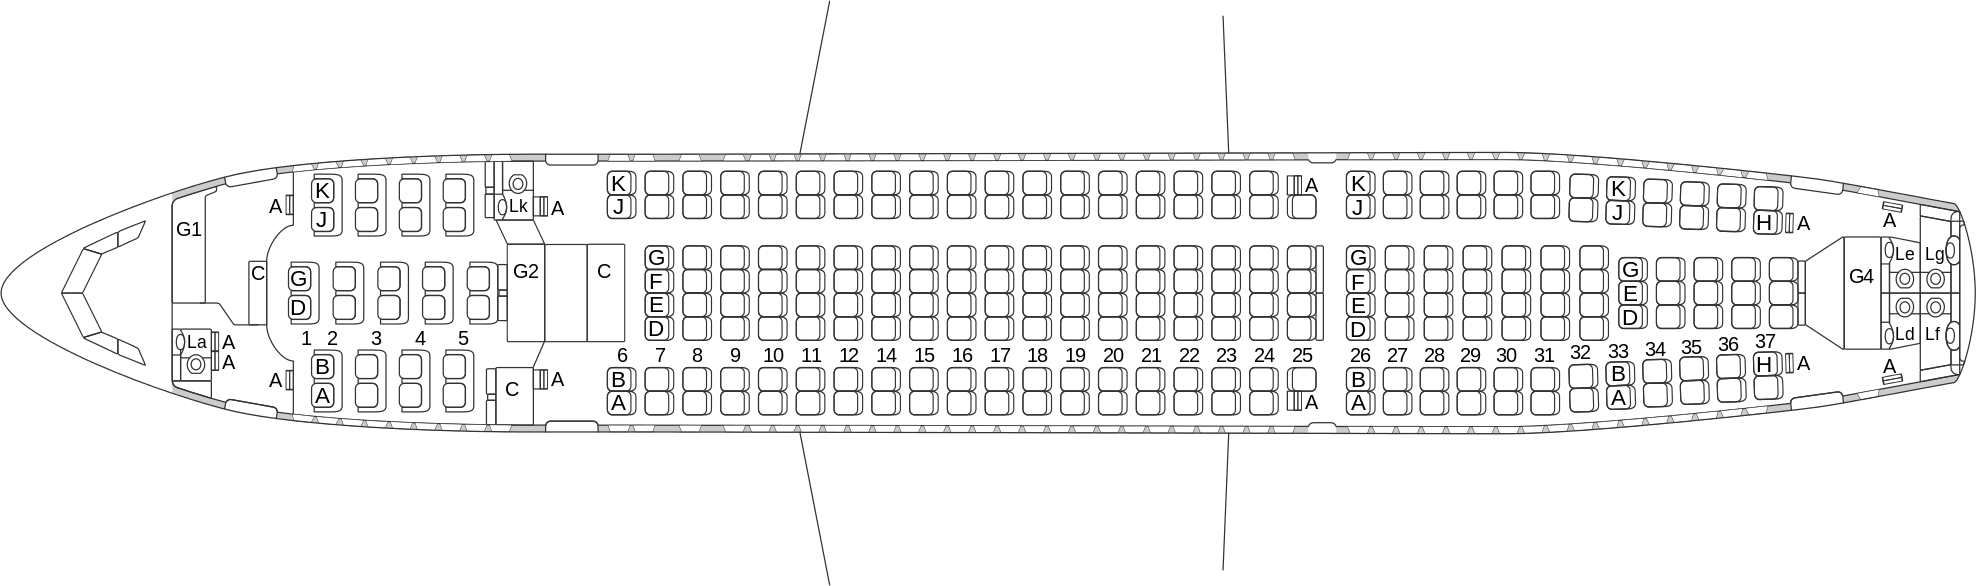 K K K K
A A A A
J Lk A J J H A A
G1
C G G2 C G G G G4 Le Lg
F F
D E E E
D D D
La A 1 2 3 4 5 Ld Lf
A 6 7 8 9 10 11 12 14 15 16 17 18 19 20 21 22 23 24 25 26 27 28 29 30 31 32 33 34 35 36 37
B B B B H A A
A A C A
A A A A A